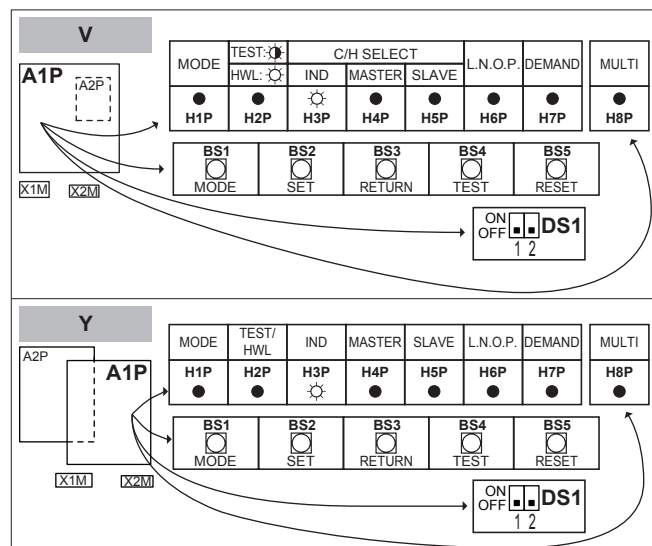 V
A1P
A2P
X1M X2M
MODE TEST: C/H SELECT L.N.O.P. DEMAND MULTI
HWL: IND MASTER SLAVE
H1P H2P H3P H4P H5P H6P H7P H8P
BS1 BS2 BS3 BS4 BS5
MODE SET RETURN TEST RESET
ON
OFF DS1
1 2
Y
A2P
A1P
X1M X2M
MODE TEST/ IND MASTER SLAVE L.N.O.P. DEMAND MULTI
HWL
H1P H2P H3P H4P H5P H6P H7P H8P
BS1 BS2 BS3 BS4 BS5
MODE SET RETURN TEST RESET
ON
OFF DS1
1 2